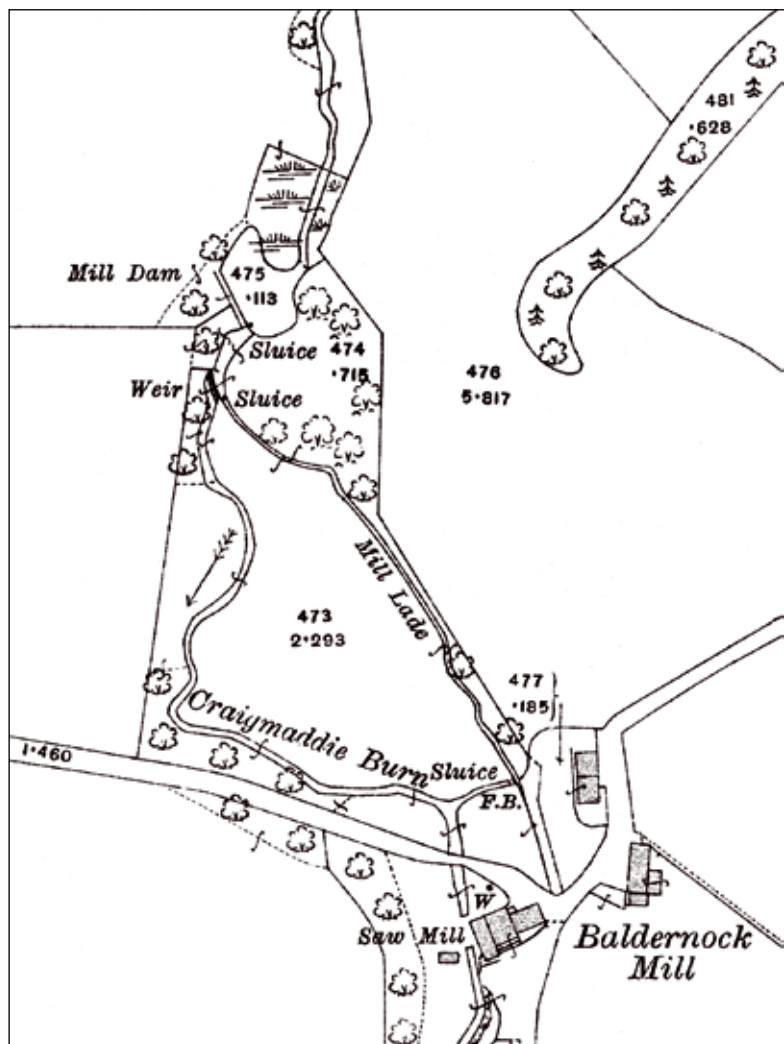 481
·628
Mill Dam
475
·113
Sluice
474
·715
Weir
Sluice
476
5·817
Mill Lade
473
2·293
477
·185
Craigmaddie Burn
Sluice
F.B.
1·460
W
Saw Mill
Baldernock
Mill